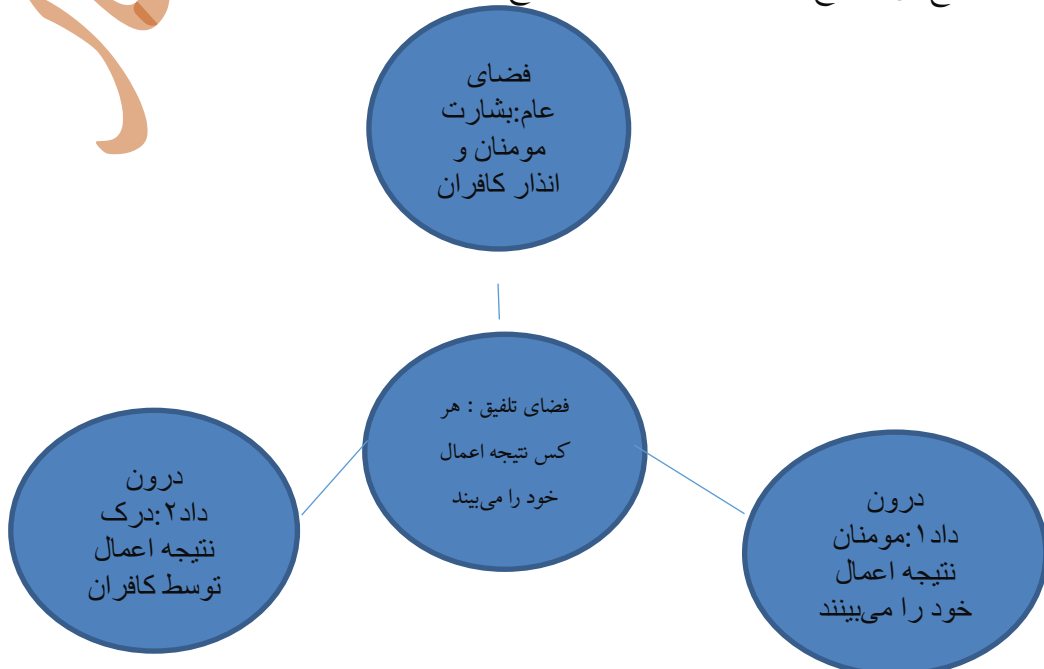 فضای
عام:بشارت
مومنان و
انذار کافران
فضای تلفیق : هر
کس نتیجه اعمال
خود را می‌بیند
درون
داد۱:مومنان
نتیجه اعمال
خود را می‌بینند
درون
داد۲:درک
نتیجه اعمال
توسط کافران